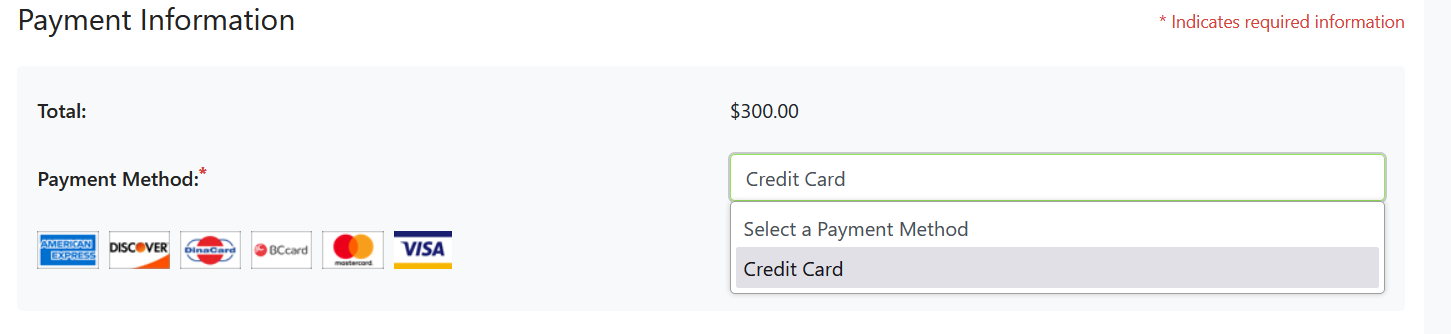 Payment Information
* Indicates required information
Total:
$300.00
Payment Method:*
Credit Card
Select a Payment Method
Credit Card
AMERICAN EXPRESS
DISCOVER
DinaCard
BCcard
mastercard
VISA